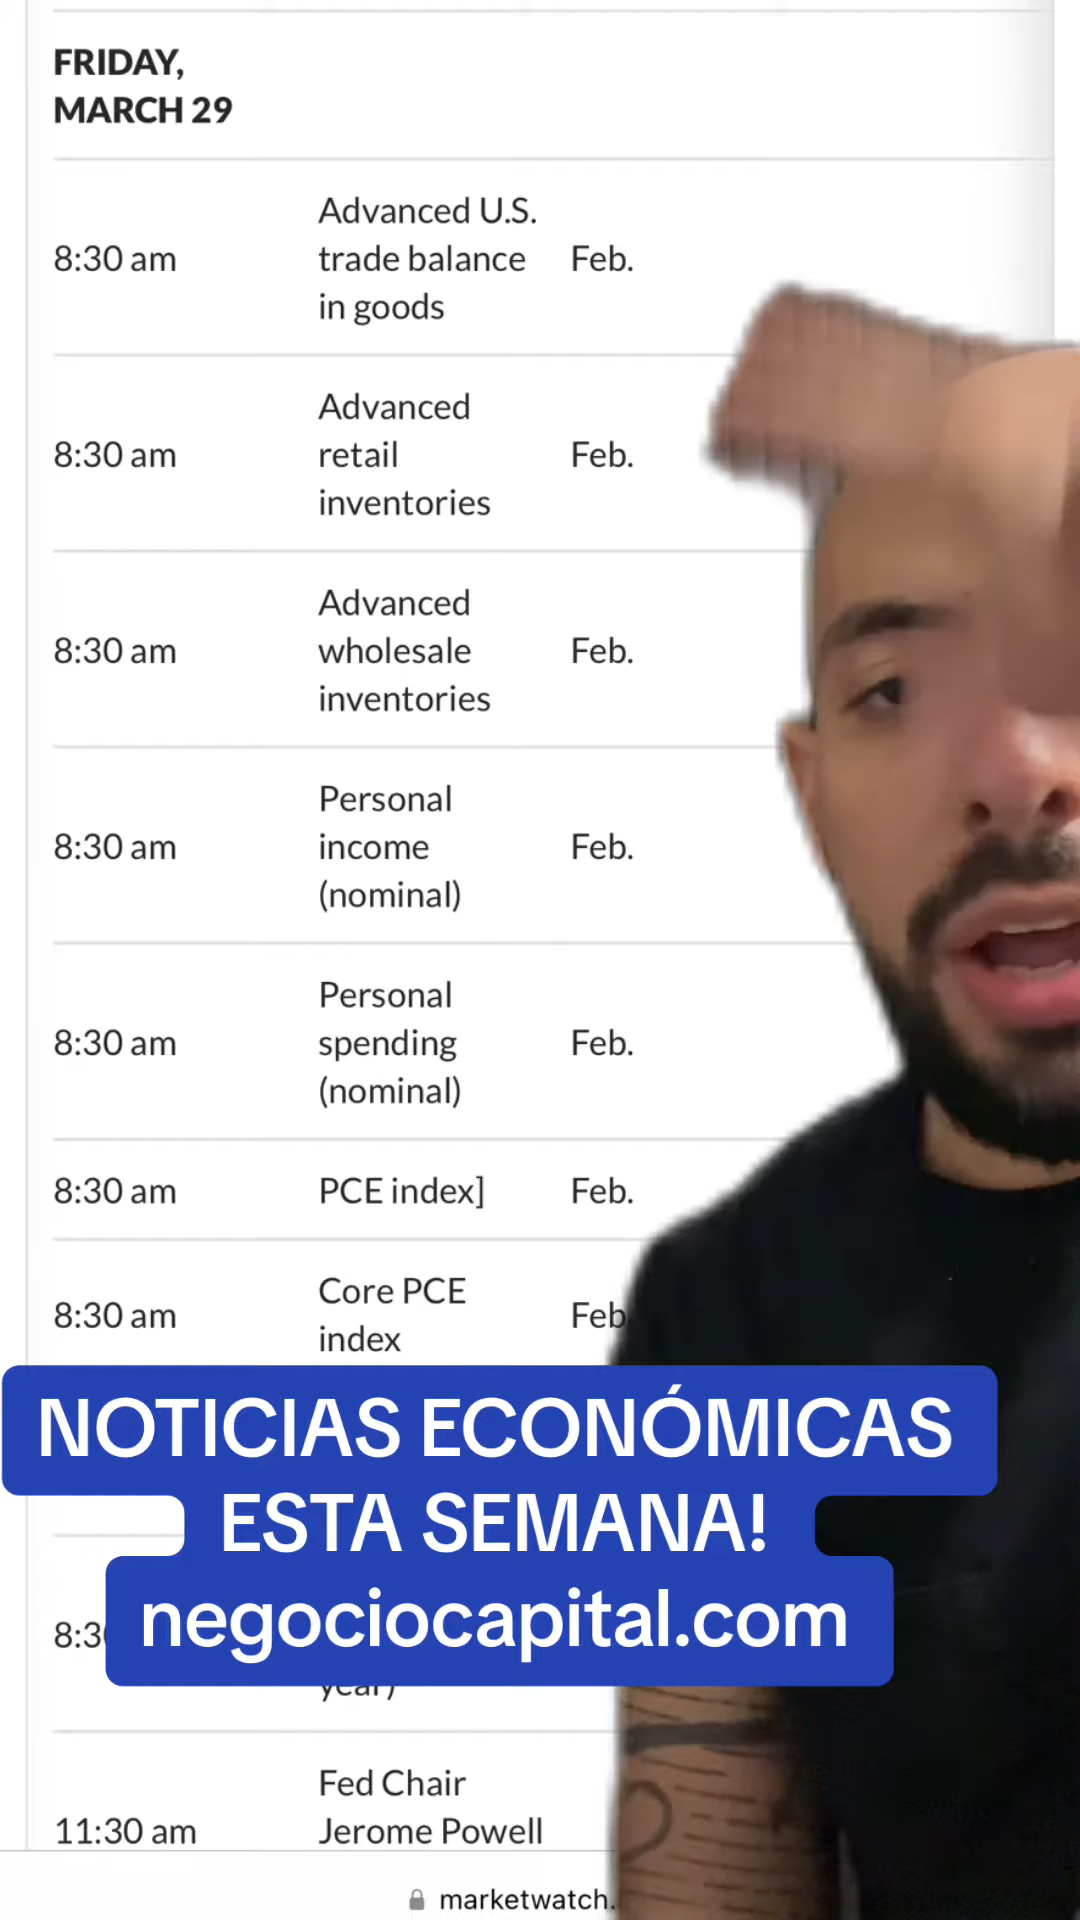 FRIDAY,
MARCH 29
8:30 am
Advanced U.S.
trade balance
in goods
Feb.
8:30 am
Advanced
retail
inventories
Feb.
8:30 am
Advanced
wholesale
inventories
Feb.
8:30 am
Personal
income
(nominal)
Feb.
8:30 am
Personal
spending
(nominal)
Feb.
8:30 am
PCE index]
Feb.
8:30 am
Core PCE
index
Feb
NOTICIAS ECONÓMICAS
ESTA SEMANA!
negociocapital.com
8:3
year)
11:30 am
Fed Chair
Jerome Powell
marketwatch.